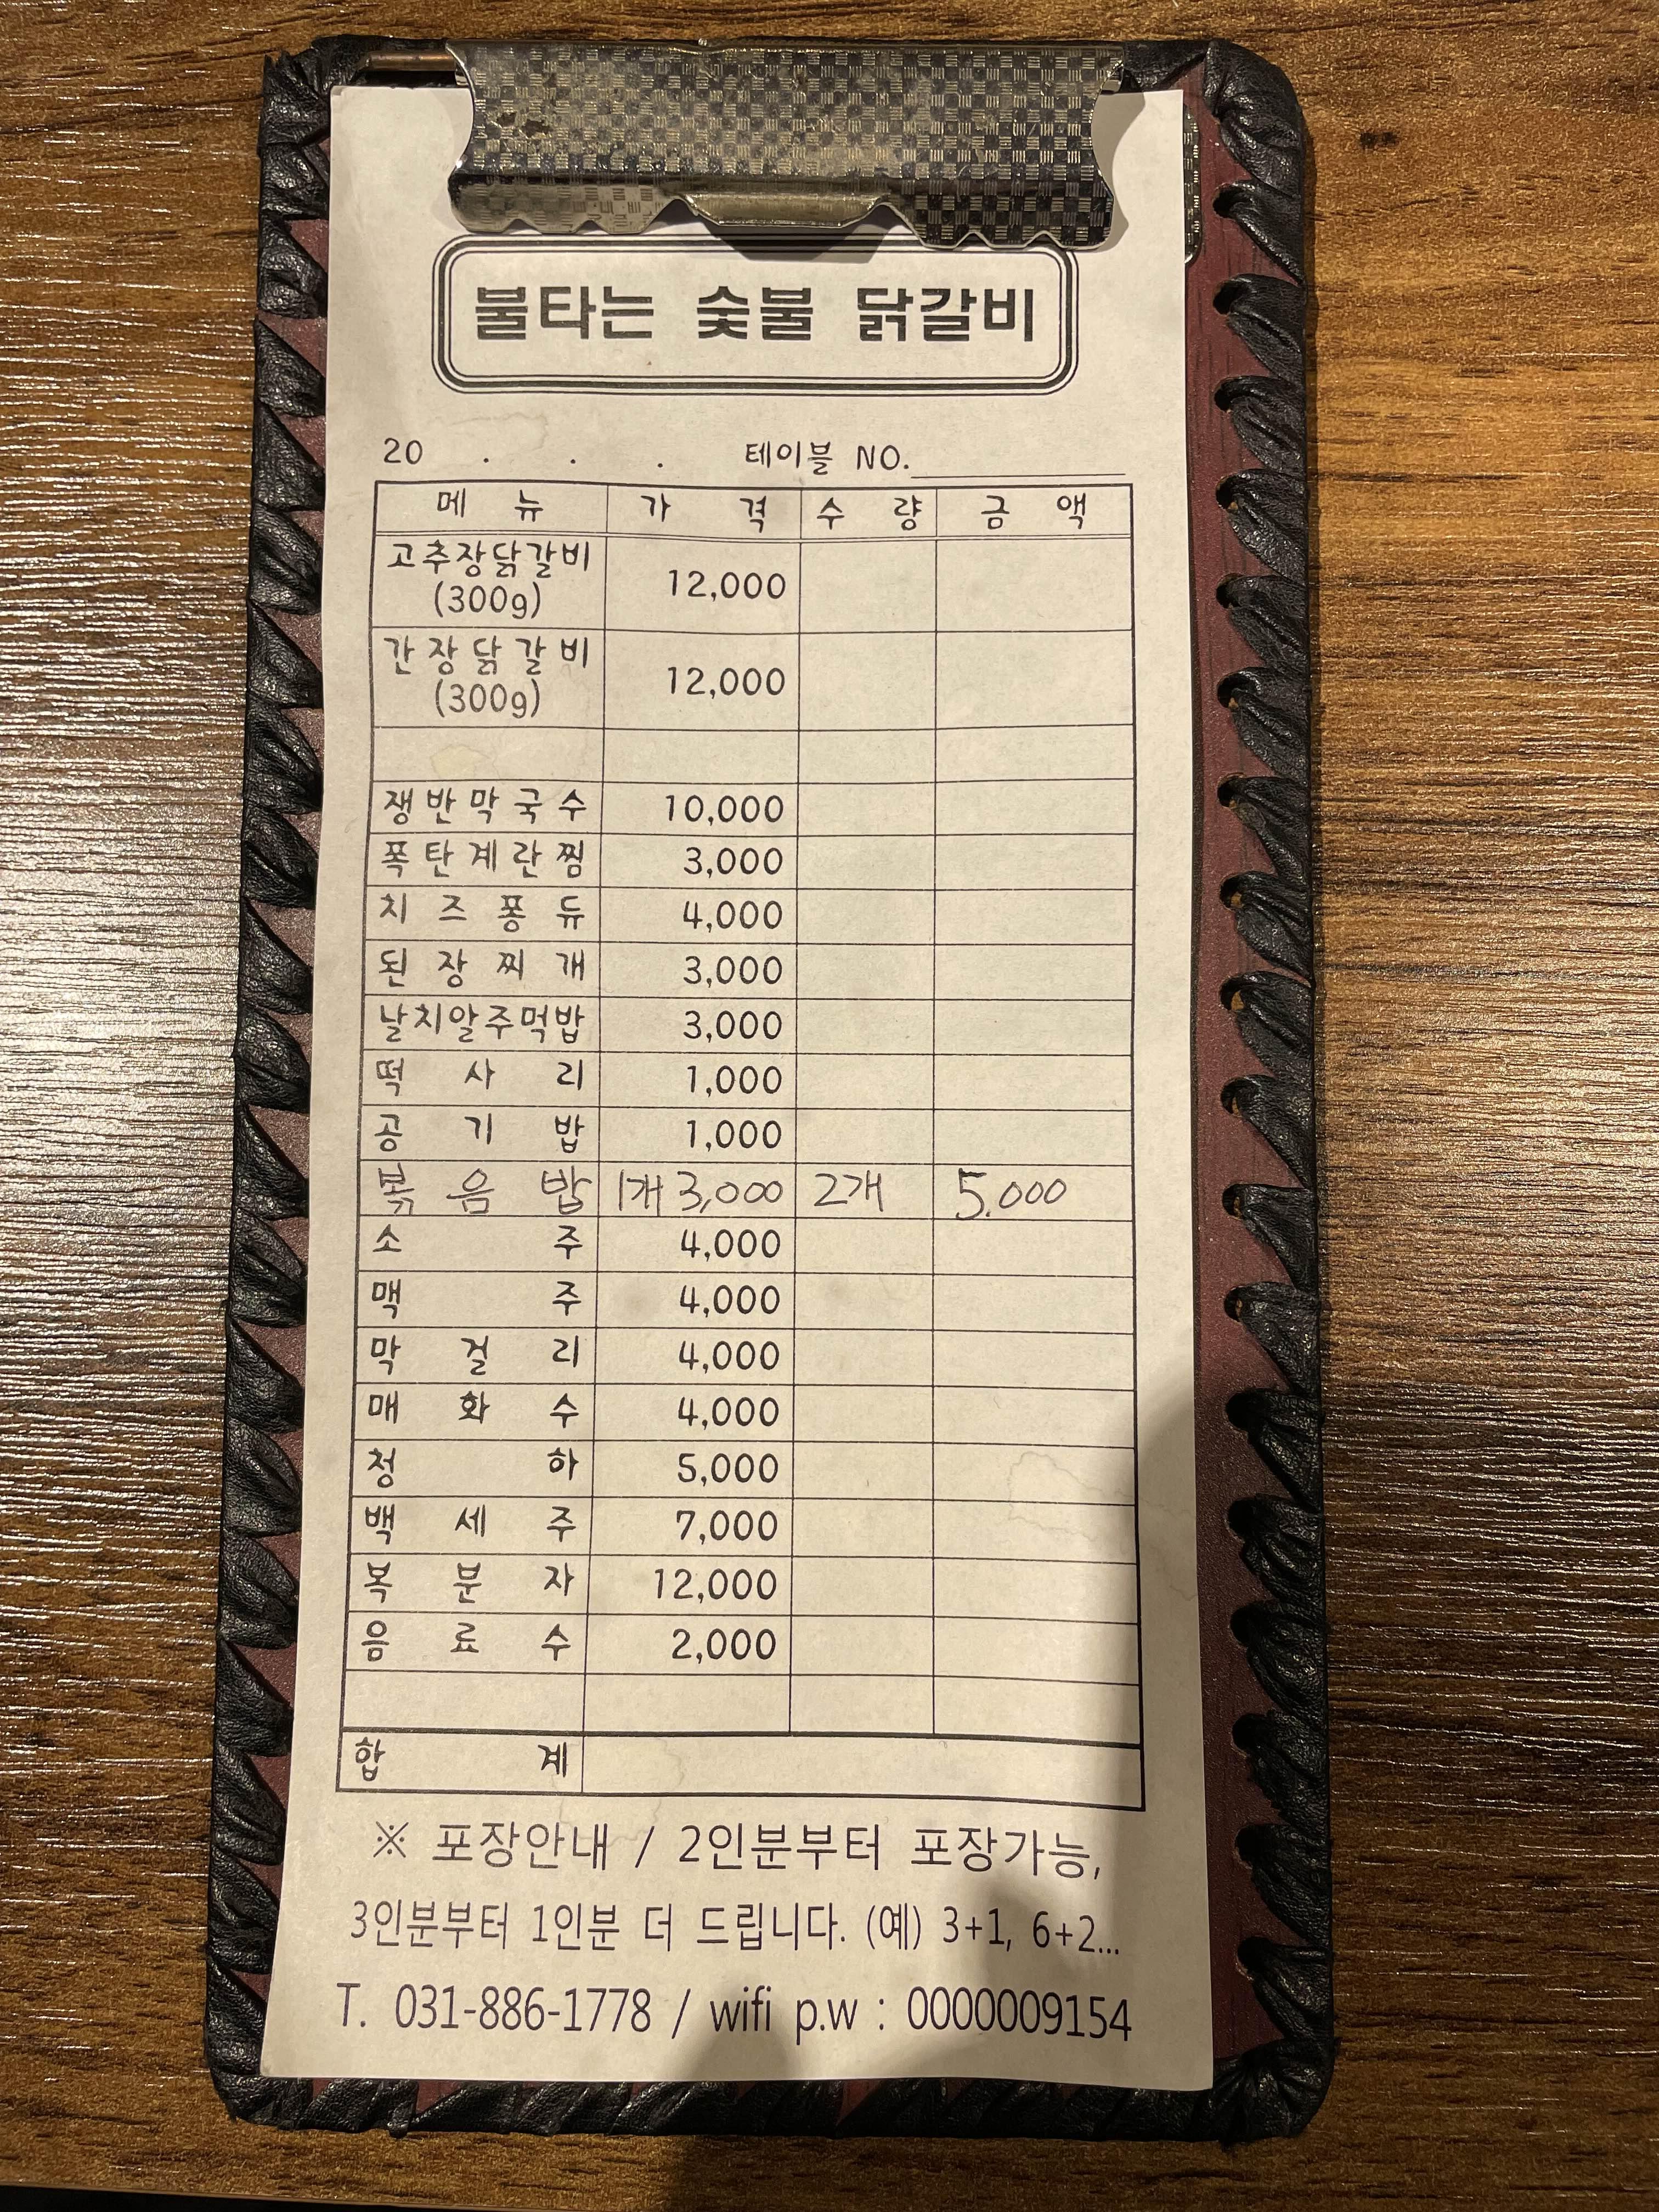 불타는 숯불 닭갈비
20 . . . 테이블 NO.
메 뉴 가 격 수 량 금 액
고추장닭갈비
(300g) 12,000
간장닭갈비
(300g) 12,000
쟁반막국수 10,000
폭탄계란찜 3,000
치즈퐁듀 4,000
된장찌개 3,000
날치알주먹밥 3,000
떡사리 1,000
공기밥 1,000
볶음밥 1개 3,000 2개 5.000
소주 4,000
맥주 4,000
막걸리 4,000
매화수 4,000
청하 5,000
백세주 7,000
복분자 12,000
음료수 2,000
합계
※ 포장안내 / 2인분부터 포장가능,
3인분부터 1인분 더 드립니다. (예) 3+1, 6+2...
T. 031-886-1778 / wifi p.w : 0000009154